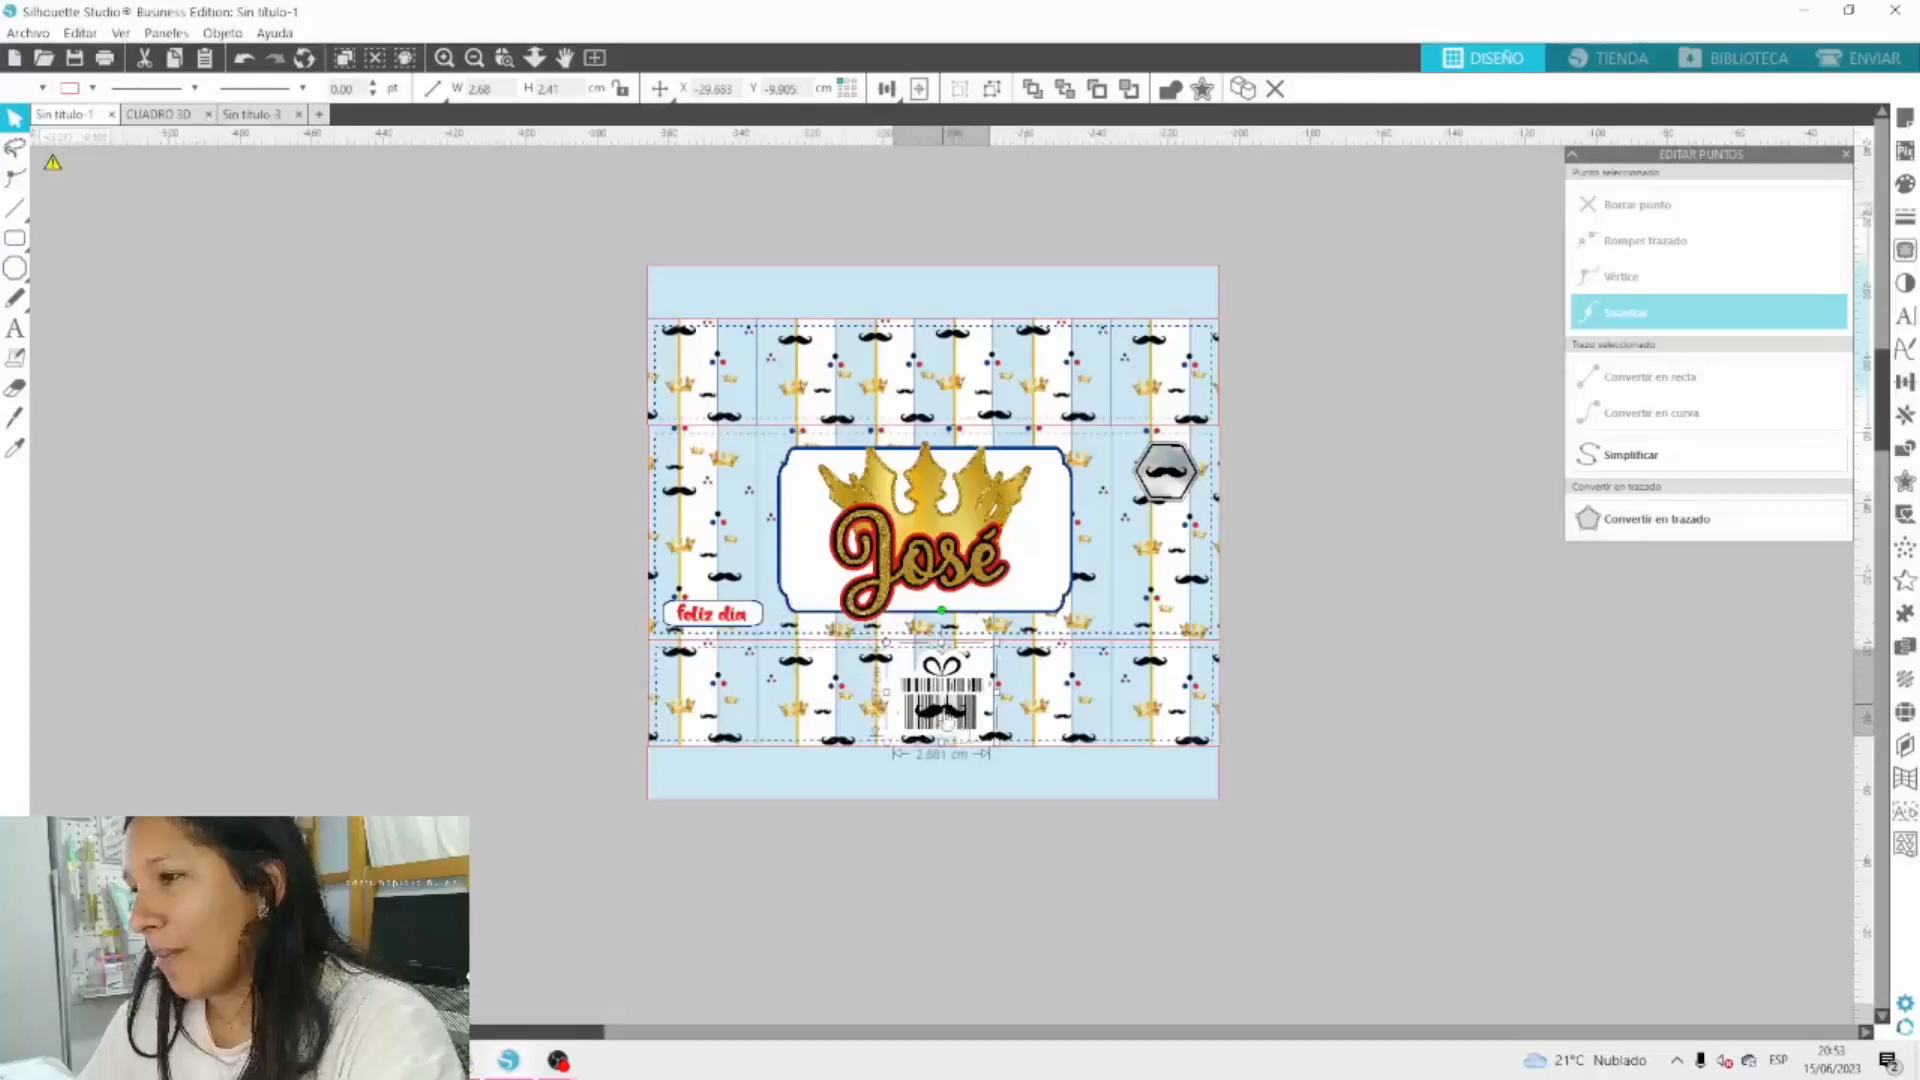 Silhouette Studio® Business Edition: Sin título-1
Archivo Editar Ver Paneles Objeto Ayuda
DISEÑO TIENDA BIBLIOTECA ENVIAR
0.00 pt W 2.68 H 2.41 cm X -29.683 Y -9.905 cm
Sin título-1 CUADRO 3D Sin título-3
EDITAR PUNTOS
Punto seleccionado
Borrar punto
Romper trazado
Vértice
Suavizar
Trazo seleccionado
Convertir en recta
Convertir en curva
Simplificar
Convertir en trazado
Convertir en trazado
José
feliz día
2.681 cm
21°C Nublado ESP
20:53
15/06/2023